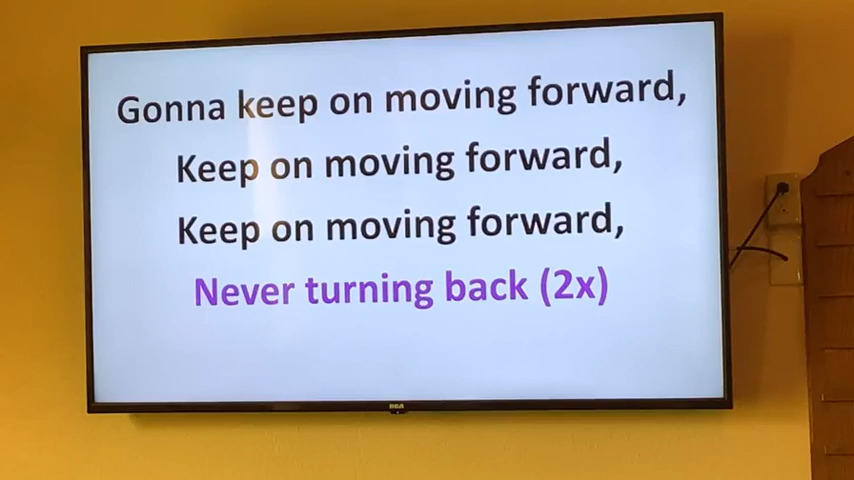 Gonna keep on moving forward,
Keep on moving forward,
Keep on moving forward,
Never turning back (2x)
RCA